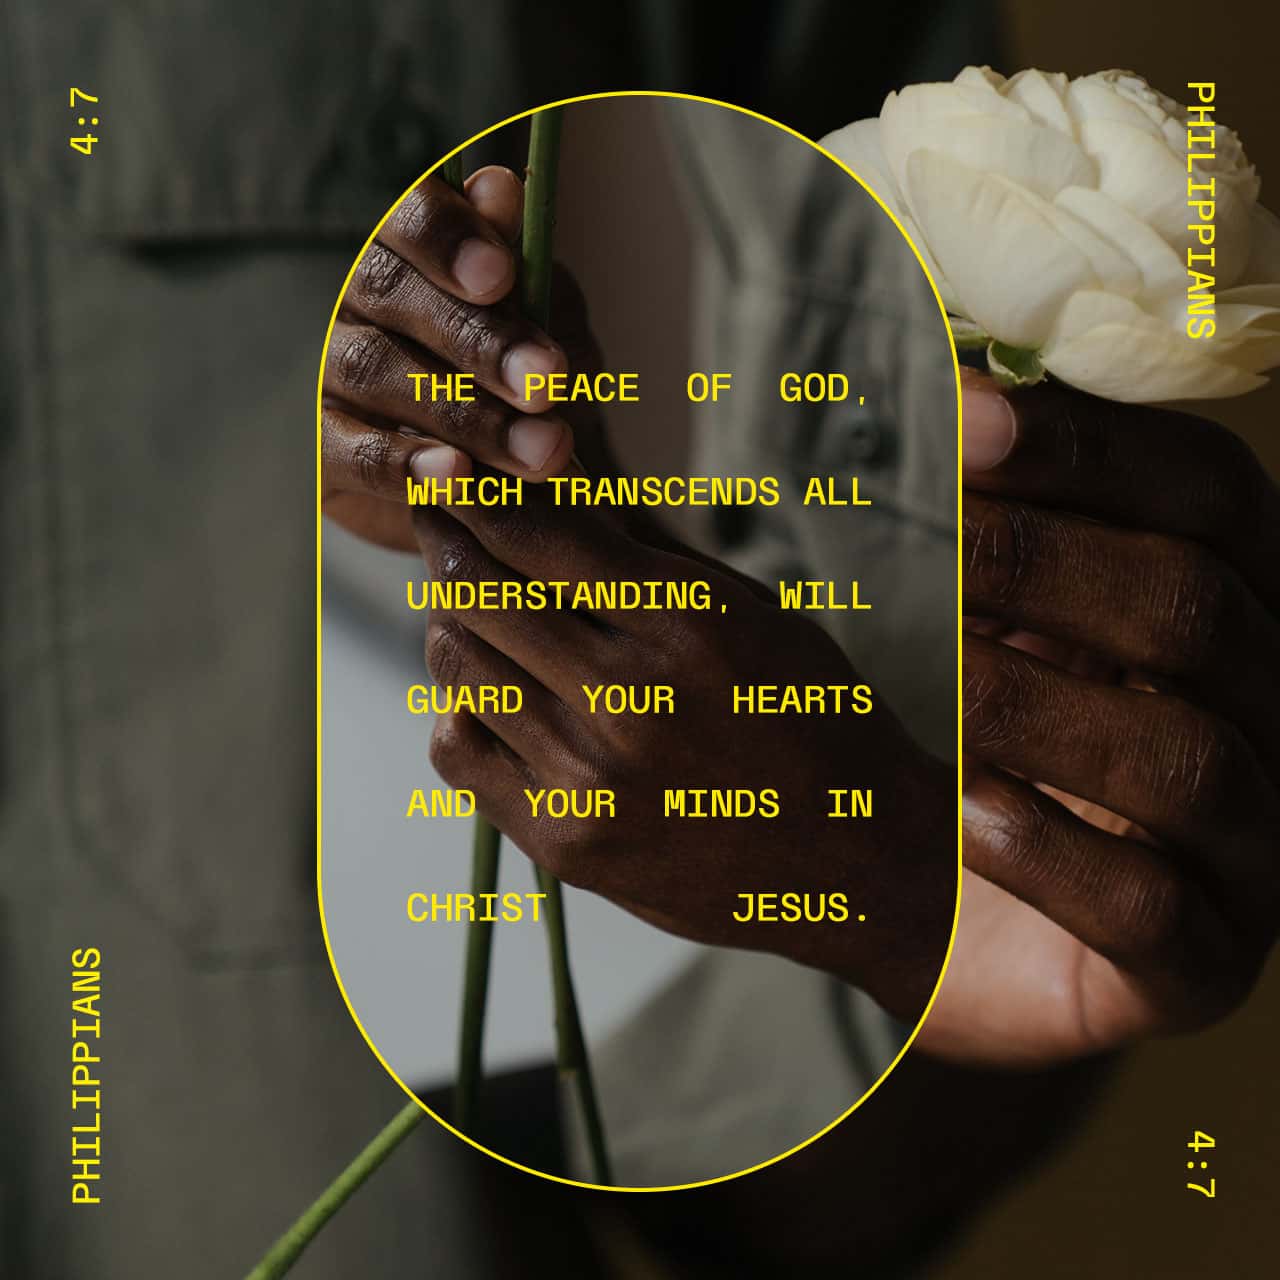 4:7
PHILIPPIANS
THE PEACE OF GOD,
WHICH TRANSCENDS ALL
UNDERSTANDING, WILL
GUARD YOUR HEARTS
AND YOUR MINDS IN
CHRIST JESUS.
PHILIPPIANS
4:7